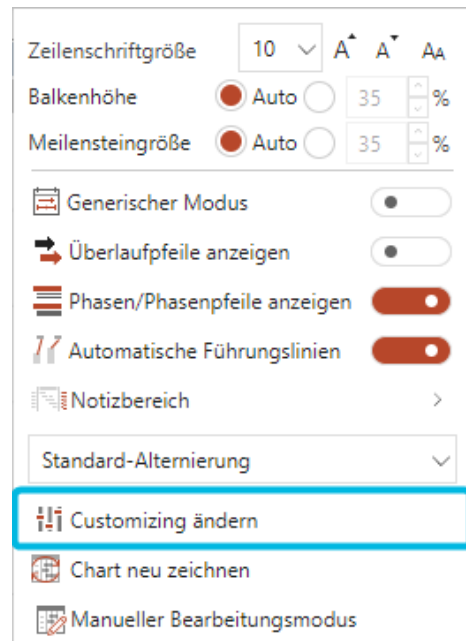 Zeilenschriftgröße 10 A A AA
Balkenhöhe Auto 35 %
Meilensteingröße Auto 35 %
Generischer Modus
Überlaufpfeile anzeigen
Phasen/Phasenpfeile anzeigen
Automatische Führungslinien
Notizbereich
Standard-Alternierung
Customizing ändern
Chart neu zeichnen
Manueller Bearbeitungsmodus